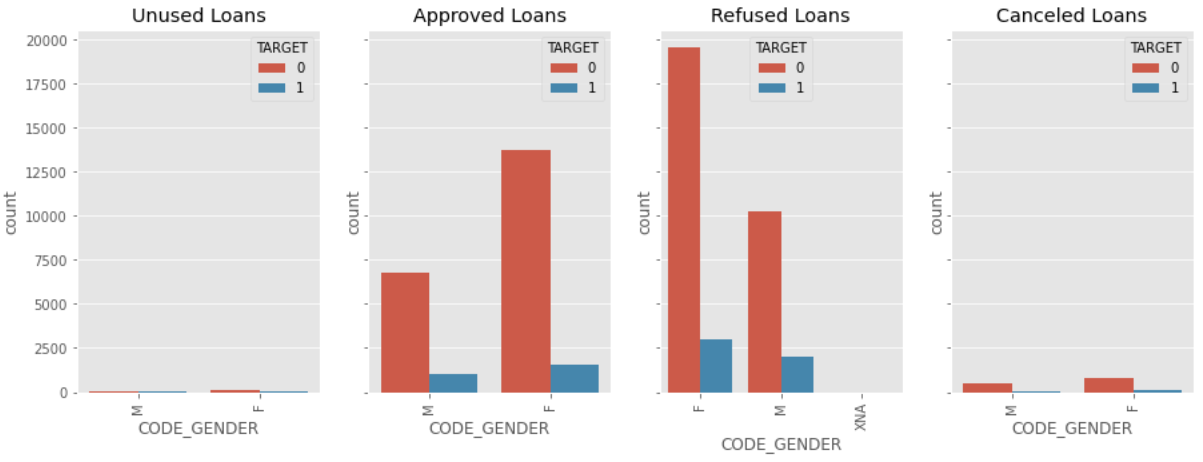 Unused Loans
count
20000
17500
15000
12500
10000
7500
5000
2500
0
TARGET
0
1
M
F
CODE_GENDER
Approved Loans
count
TARGET
0
1
M
F
CODE_GENDER
Refused Loans
count
TARGET
0
1
F
M
XNA
CODE_GENDER
Canceled Loans
count
TARGET
0
1
M
F
CODE_GENDER